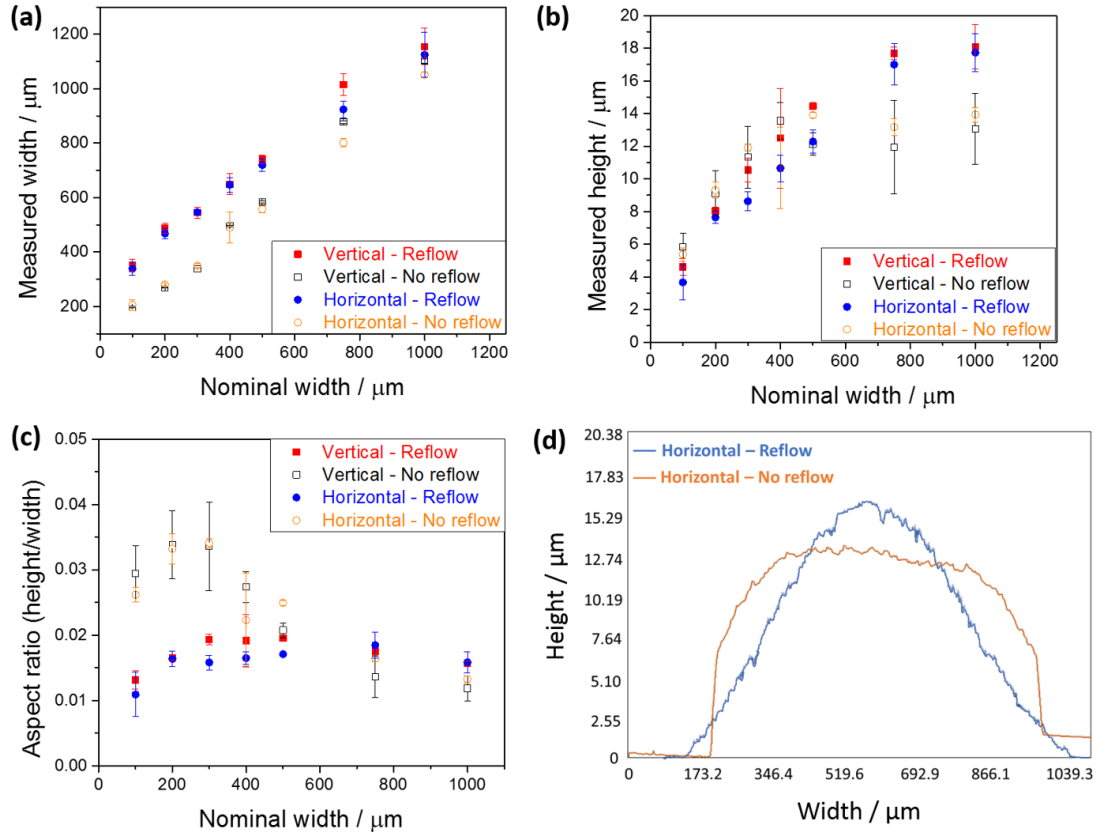 (a)
1200
1000
800
600
400
200
Measured width / μm
Vertical - Reflow
Vertical - No reflow
Horizontal - Reflow
Horizontal - No reflow
0 200 400 600 800 1000 1200
Nominal width / μm
(b)
20
18
16
14
12
10
8
6
4
2
0
Measured height / μm
Vertical - Reflow
Vertical - No reflow
Horizontal - Reflow
Horizontal - No reflow
0 200 400 600 800 1000 1200
Nominal width / μm
(c)
0.05
0.04
0.03
0.02
0.01
0.00
Aspect ratio (height/width)
Vertical - Reflow
Vertical - No reflow
Horizontal - Reflow
Horizontal - No reflow
0 200 400 600 800 1000
Nominal width / μm
(d)
20.38
17.83
15.29
12.74
10.19
7.64
5.10
2.55
0
Height / μm
Horizontal – Reflow
Horizontal – No reflow
0 173.2 346.4 519.6 692.9 866.1 1039.3
Width / μm